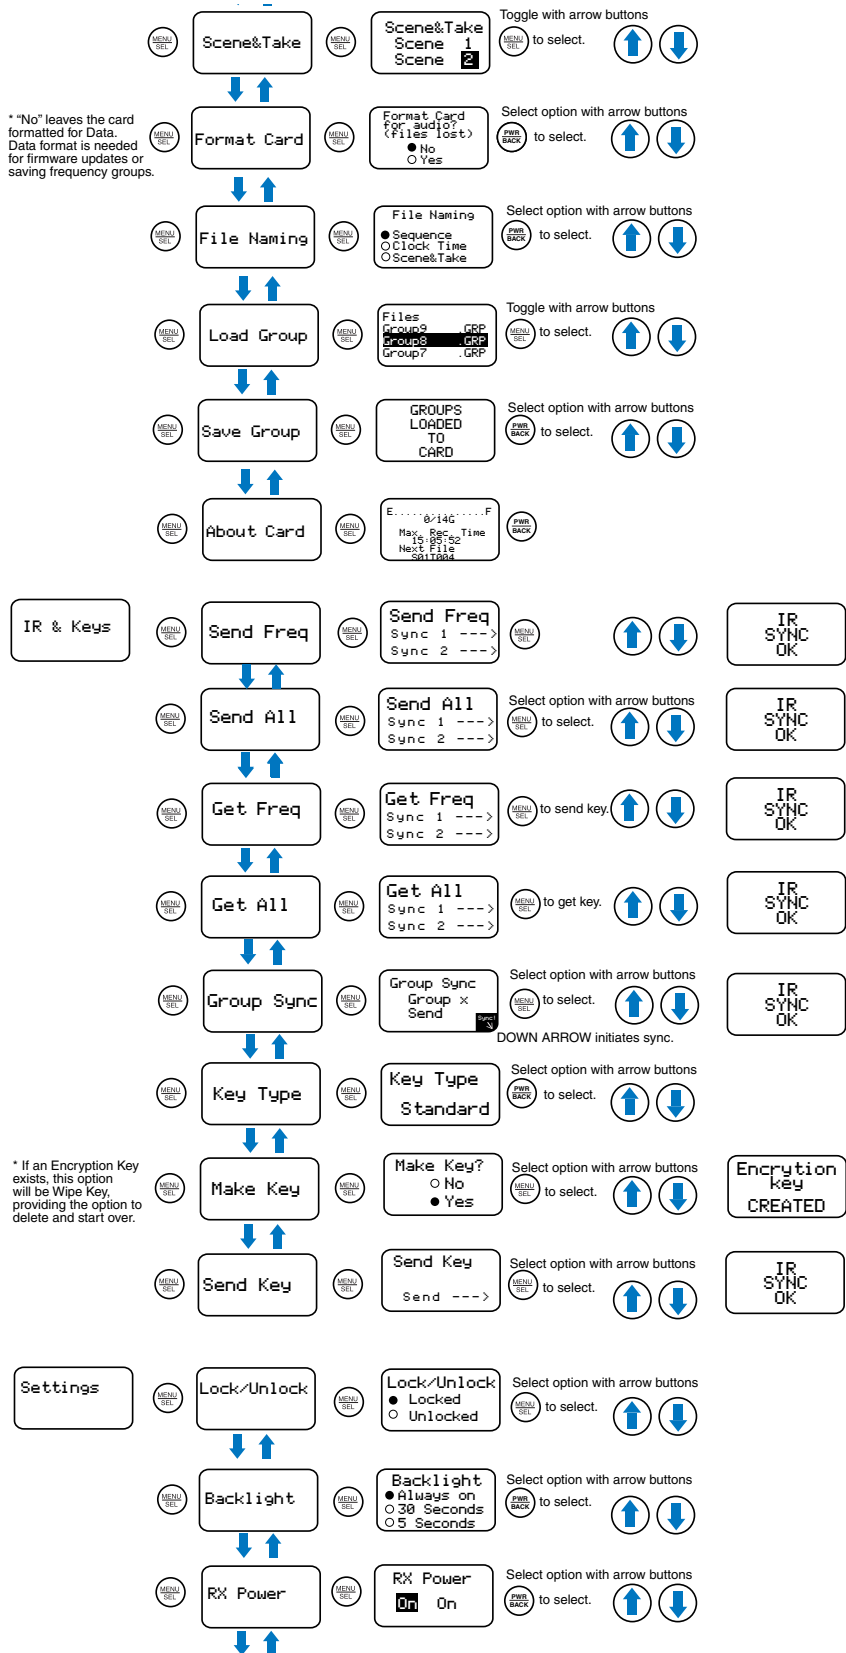 Toggle with arrow buttons
MENU
SEL
Scene&Take
MENU
SEL
Scene&Take
Scene 1
Scene 2
MENU
SEL
to select.
* “No” leaves the card
formatted for Data.
Data format is needed
for firmware updates or
saving frequency groups.
MENU
SEL
Format Card
MENU
SEL
Format Card
for audio?
(files lost)
No
Yes
Select option with arrow buttons
PWR
BACK
to select.
MENU
SEL
File Naming
MENU
SEL
File Naming
Sequence
Clock Time
Scene&Take
Select option with arrow buttons
PWR
BACK
to select.
MENU
SEL
Load Group
MENU
SEL
Files
Group9 .GRP
Group8 .GRP
Group7 .GRP
Toggle with arrow buttons
MENU
SEL
to select.
MENU
SEL
Save Group
MENU
SEL
GROUPS
LOADED
TO
CARD
Select option with arrow buttons
PWR
BACK
to select.
MENU
SEL
About Card
MENU
SEL
E...............F
0/14G
Max. Rec. Time
15:05:52
Next File
S01T004
PWR
BACK
IR & Keys
MENU
SEL
Send Freq
MENU
SEL
Send Freq
Sync 1 --->
Sync 2 --->
MENU
SEL
IR
SYNC
OK
MENU
SEL
Send All
MENU
SEL
Send All
Sync 1 --->
Sync 2 --->
Select option with arrow buttons
MENU
SEL
to select.
IR
SYNC
OK
MENU
SEL
Get Freq
MENU
SEL
Get Freq
Sync 1 --->
Sync 2 --->
MENU
SEL
to send key.
IR
SYNC
OK
MENU
SEL
Get All
MENU
SEL
Get All
Sync 1 --->
Sync 2 --->
MENU
SEL
to get key.
IR
SYNC
OK
MENU
SEL
Group Sync
MENU
SEL
Group Sync
Group x
Send
Sync!
Select option with arrow buttons
MENU
SEL
to select.
DOWN ARROW initiates sync.
IR
SYNC
OK
MENU
SEL
Key Type
MENU
SEL
Key Type
Standard
Select option with arrow buttons
PWR
BACK
to select.
* If an Encryption Key
exists, this option
will be Wipe Key,
providing the option to
delete and start over.
MENU
SEL
Make Key
MENU
SEL
Make Key?
No
Yes
Select option with arrow buttons
MENU
SEL
to select.
Encrytion
key
CREATED
MENU
SEL
Send Key
MENU
SEL
Send Key
Send --->
Select option with arrow buttons
MENU
SEL
to select.
IR
SYNC
OK
Settings
MENU
SEL
Lock/Unlock
MENU
SEL
Lock/Unlock
Locked
Unlocked
Select option with arrow buttons
MENU
SEL
to select.
MENU
SEL
Backlight
MENU
SEL
Backlight
Always on
30 Seconds
5 Seconds
Select option with arrow buttons
PWR
BACK
to select.
MENU
SEL
RX Power
MENU
SEL
RX Power
On On
Select option with arrow buttons
PWR
BACK
to select.